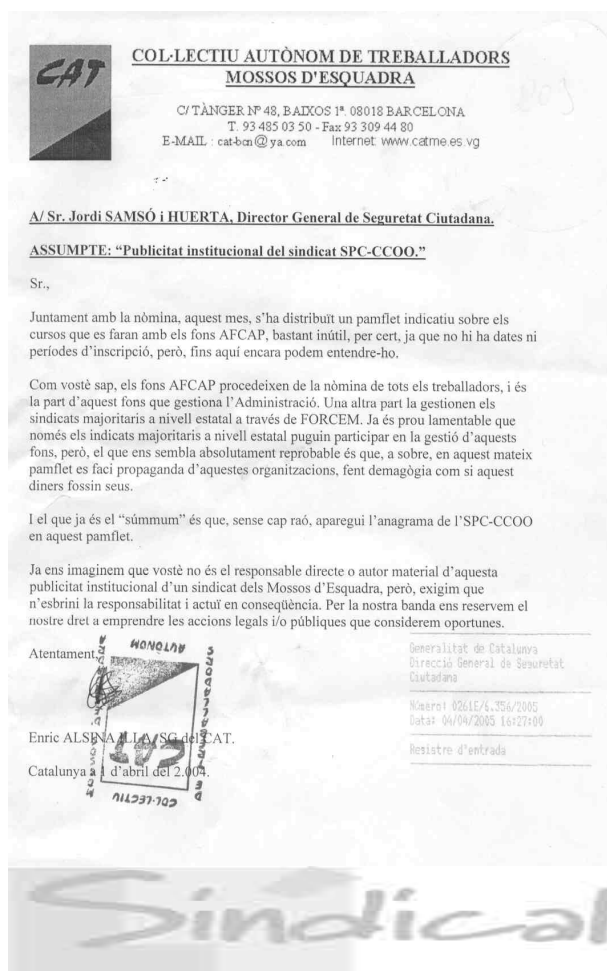 CAT
COL·LECTIU AUTÒNOM DE TREBALLADORS
MOSSOS D'ESQUADRA
C/ TÀNGER Nº 48, BAIXOS 1ª. 08018 BARCELONA
T. 93 485 03 50 - Fax 93 309 44 80
E-MAIL : cat-bcn@ya.com Internet: www.catme.es.vg
A/ Sr. Jordi SAMSÓ i HUERTA, Director General de Seguretat Ciutadana.
ASSUMPTE: “Publicitat institucional del sindicat SPC-CCOO.”
Sr.,
Juntament amb la nòmina, aquest mes, s’ha distribuït un pamflet indicatiu sobre els
cursos que es faran amb els fons AFCAP, bastant inútil, per cert, ja que no hi ha dates ni
períodes d’inscripció, però, fins aquí encara podem entendre-ho.
Com vostè sap, els fons AFCAP procedeixen de la nòmina de tots els treballadors, i és
la part d’aquest fons que gestiona l’Administració. Una altra part la gestionen els
sindicats majoritaris a nivell estatal a través de FORCEM. Ja és prou lamentable que
només els indicats majoritaris a nivell estatal puguin participar en la gestió d’aquests
fons, però, el que ens sembla absolutament reprobable és que, a sobre, en aquest mateix
pamflet es faci propaganda d’aquestes organitzacions, fent demagògia com si aquest
diners fossin seus.
I el que ja és el “súmmum” és que, sense cap raó, aparegui l’anagrama de l’SPC-CCOO
en aquest pamflet.
Ja ens imaginem que vostè no és el responsable directe o autor material d’aquesta
publicitat institucional d’un sindicat dels Mossos d’Esquadra, però, exigim que
n’esbrini la responsabilitat i actuï en conseqüència. Per la nostra banda ens reservem el
nostre dret a emprendre les accions legals i/o públiques que considerem oportunes.
Atentament,
Generalitat de Catalunya
Direcció General de Seguretat
Ciutadana
Número: 0261E/6.356/2005
Data: 04/04/2005 16:27:00
Registre d'entrada
AUTÒNOM
CAT
COL·LECTIU
Enric ALSINA ILLA/SG del CAT.
Catalunya a 1 d’abril del 2.004.
Sindical